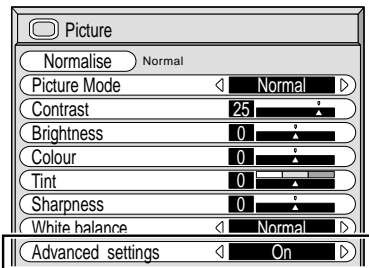 Picture
Normalise Normal
Picture Mode Normal
Contrast 25
Brightness 0
Colour 0
Tint 0
Sharpness 0
White balance Normal
Advanced settings On